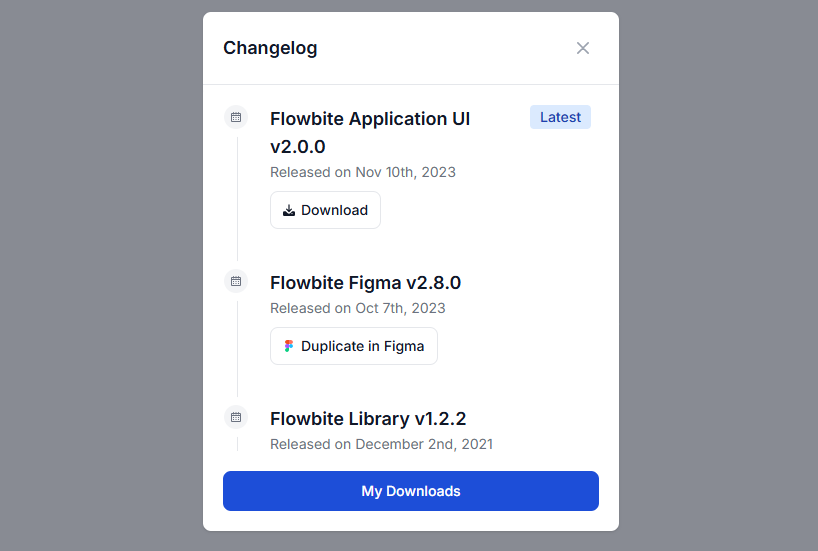 Changelog
Flowbite Application UI
v2.0.0
Latest
Released on Nov 10th, 2023
Download
Flowbite Figma v2.8.0
Released on Oct 7th, 2023
Duplicate in Figma
Flowbite Library v1.2.2
Released on December 2nd, 2021
My Downloads